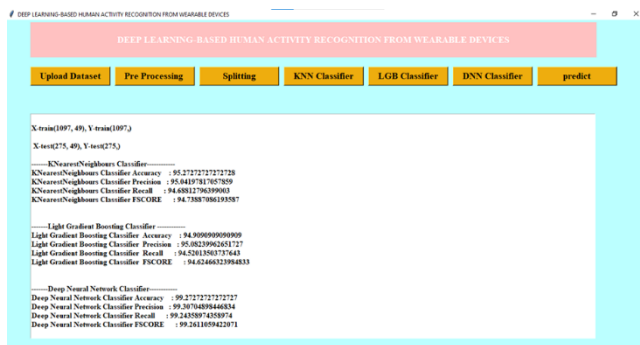 DEEP LEARNING-BASED HUMAN ACTIVITY RECOGNITION FROM WEARABLE DEVICES
DEEP LEARNING-BASED HUMAN ACTIVITY RECOGNITION FROM WEARABLE DEVICES
Upload Dataset Pre Processing Splitting KNN Classifier LGB Classifier DNN Classifier predict
X-train(1097, 49), Y-train(1097,)
X-test(275, 49), Y-test(275,)
-------KNearestNeighbours Classifier------------
KNearestNeighbours Classifier Accuracy : 95.27272727272728
KNearestNeighbours Classifier Precision : 95.04197817057859
KNearestNeighbours Classifier Recall : 94.68812796399003
KNearestNeighbours Classifier FSCORE : 94.73887086193587
-------Light Gradient Boosting Classifier ------------
Light Gradient Boosting Classifier Accuracy : 94.9090909090909
Light Gradient Boosting Classifier Precision : 95.08239962651727
Light Gradient Boosting Classifier Recall : 94.52013503737643
Light Gradient Boosting Classifier FSCORE : 94.62466323984833
-------Deep Neural Network Classifier------------
Deep Neural Network Classifier Accuracy : 99.27272727272727
Deep Neural Network Classifier Precision : 99.30704898446834
Deep Neural Network Classifier Recall : 99.24358974358974
Deep Neural Network Classifier FSCORE : 99.2611059422071